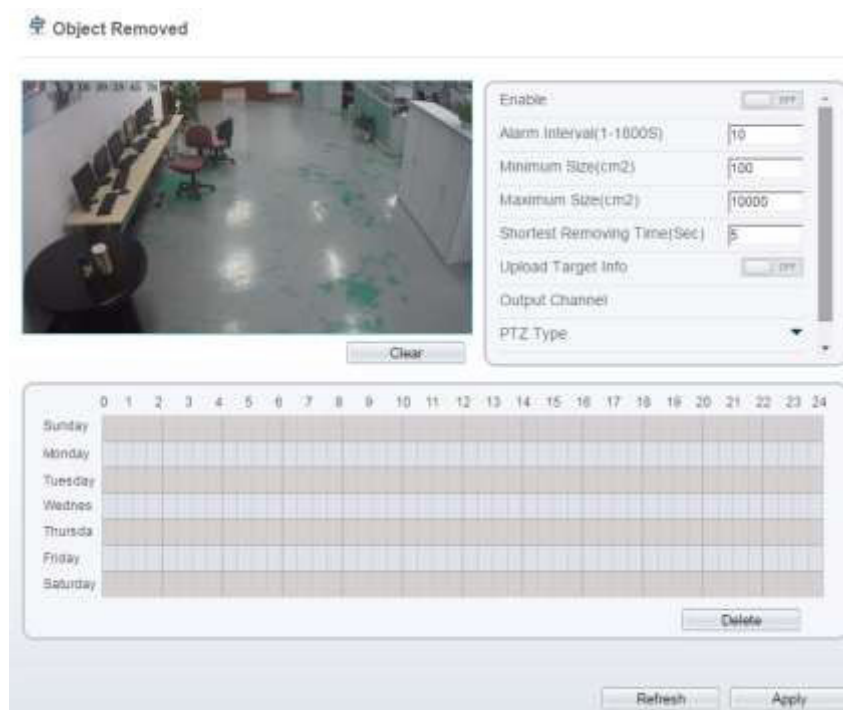 Object Removed
Enable OFF
Alarm Interval(1-1800S) 10
Minimum Size(cm2) 100
Maximum Size(cm2) 10000
Shortest Removing Time(Sec) 5
Upload Target Info OFF
Output Channel
PTZ Type
Clear
0 1 2 3 4 5 6 7 8 9 10 11 12 13 14 15 16 17 18 19 20 21 22 23 24
Sunday
Monday
Tuesday
Wednes
Thursda
Friday
Saturday
Delete
Refresh Apply